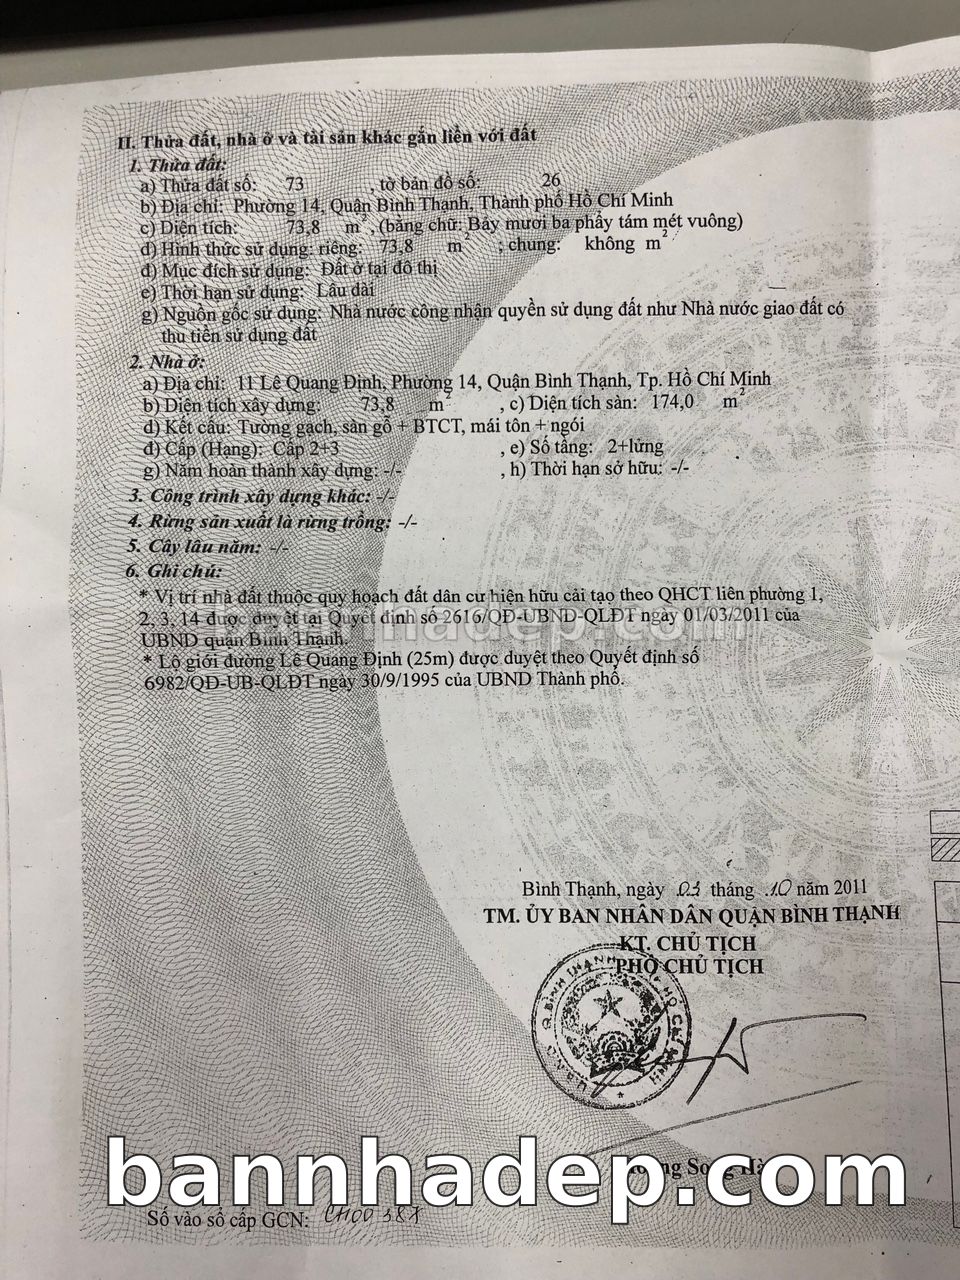 II. Thửa đất, nhà ở và tài sản khác gắn liền với đất
1. Thửa đất:
a) Thửa đất số: 73 , tờ bản đồ số: 26
b) Địa chỉ: Phường 14, Quận Bình Thạnh, Thành phố Hồ Chí Minh
c) Diện tích: 73,8 m², (bằng chữ: Bảy mươi ba phẩy tám mét vuông)
d) Hình thức sử dụng: riêng: 73,8 m² ; chung: không m²
đ) Mục đích sử dụng: Đất ở tại đô thị
e) Thời hạn sử dụng: Lâu dài
g) Nguồn gốc sử dụng: Nhà nước công nhận quyền sử dụng đất như Nhà nước giao đất có
thu tiền sử dụng đất
2. Nhà ở:
a) Địa chỉ: 11 Lê Quang Định, Phường 14, Quận Bình Thạnh, Tp. Hồ Chí Minh
b) Diện tích xây dựng: 73,8 m² , c) Diện tích sàn: 174,0 m²
d) Kết cấu: Tường gạch, sàn gỗ + BTCT, mái tôn + ngói
đ) Cấp (Hạng): Cấp 2+3 , e) Số tầng: 2+lửng
g) Năm hoàn thành xây dựng: -/- , h) Thời hạn sở hữu: -/-
3. Công trình xây dựng khác: -/-
4. Rừng sản xuất là rừng trồng: -/-
5. Cây lâu năm: -/-
6. Ghi chú:
* Vị trí nhà đất thuộc quy hoạch đất dân cư hiện hữu cải tạo theo QHCT liên phường 1,
2, 3, 14 được duyệt tại Quyết định số 2616/QĐ-UBND-QLĐT ngày 01/03/2011 của
UBND quận Bình Thạnh.
bannhadep.com
* Lộ giới đường Lê Quang Định (25m) được duyệt theo Quyết định số
6982/QĐ-UB-QLĐT ngày 30/9/1995 của UBND Thành phố.
Bình Thạnh, ngày 03 tháng 10 năm 2011
TM. ỦY BAN NHÂN DÂN QUẬN BÌNH THẠNH
KT. CHỦ TỊCH
PHÓ CHỦ TỊCH
bannhadep.com
Số vào sổ cấp GCN: CH00387